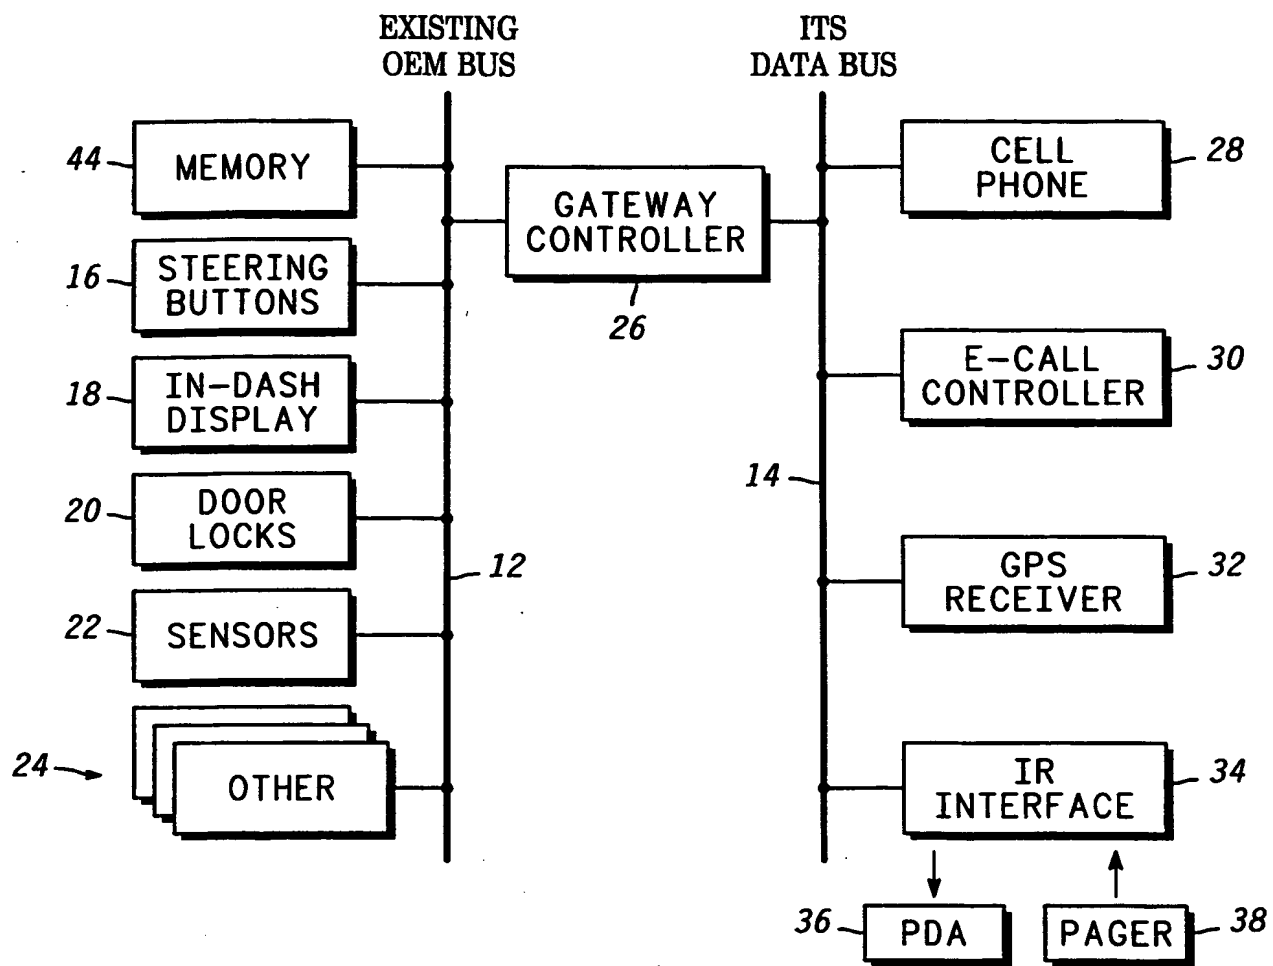 EXISTING
OEM BUS
ITS
DATA BUS
44
MEMORY
CELL
PHONE
28
GATEWAY
CONTROLLER
26
16
STEERING
BUTTONS
18
IN-DASH
DISPLAY
E-CALL
CONTROLLER
30
14
20
DOOR
LOCKS
12
GPS
RECEIVER
32
22
SENSORS
24
OTHER
IR
INTERFACE
34
36
PDA
PAGER
38